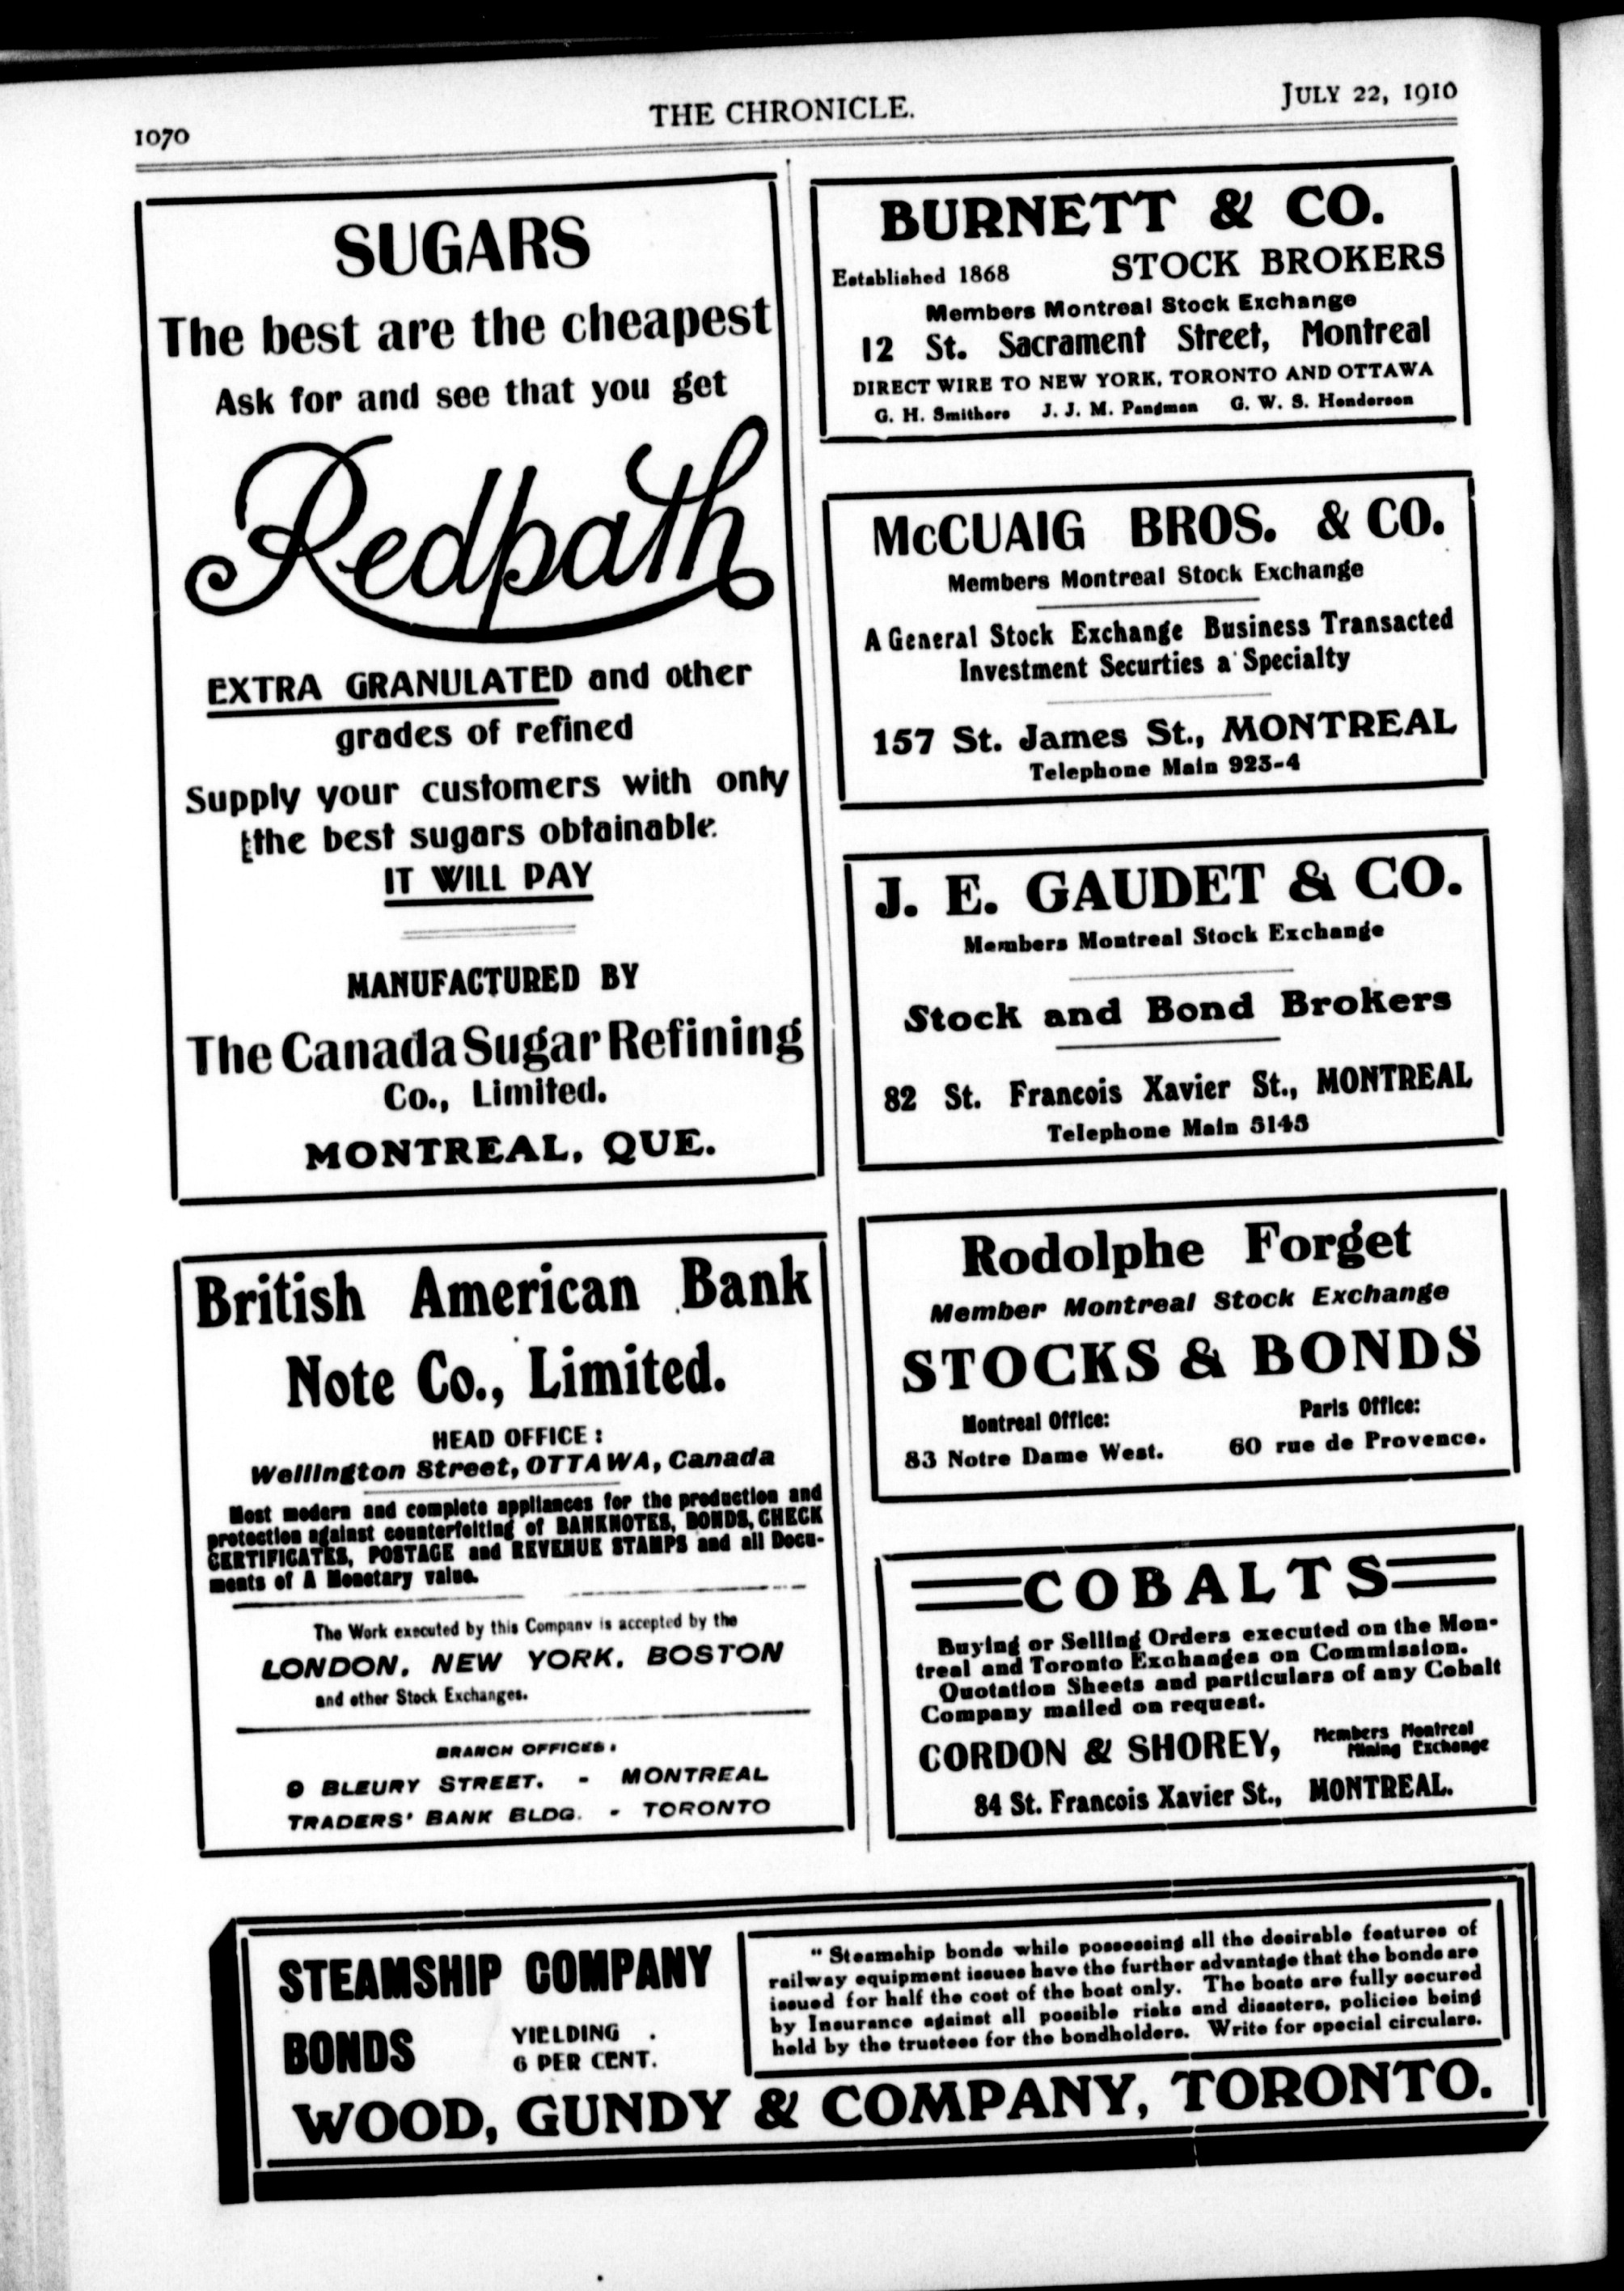 1070
THE CHRONICLE.
JULY 22, 1910
SUGARS
The best are the cheapest
Ask for and see that you get
Redpath
EXTRA GRANULATED and other
grades of refined
Supply your customers with only
the best sugars obtainable.
IT WILL PAY
MANUFACTURED BY
The Canada Sugar Refining
Co., Limited.
MONTREAL, QUE.
British American Bank
Note Co., Limited.
HEAD OFFICE :
Wellington Street, OTTAWA, Canada
Most modern and complete appliances for the production and
protection against counterfeiting of BANKNOTES, BONDS, CHECK
CERTIFICATES, POSTAGE and REVENUE STAMPS and all Docu-
ments of A Monetary value.
The Work executed by this Company is accepted by the
LONDON, NEW YORK, BOSTON
and other Stock Exchanges.
BRANCH OFFICES :
9 BLEURY STREET. - MONTREAL
TRADERS' BANK BLDG. - TORONTO
BURNETT & CO.
Established 1868 STOCK BROKERS
Members Montreal Stock Exchange
12 St. Sacrament Street, Montreal
DIRECT WIRE TO NEW YORK, TORONTO AND OTTAWA
G. H. Smithers J. J. M. Pangman G. W. S. Henderson
McCUAIG BROS. & CO.
Members Montreal Stock Exchange
A General Stock Exchange Business Transacted
Investment Securties a Specialty
157 St. James St., MONTREAL
Telephone Main 923-4
J. E. GAUDET & CO.
Members Montreal Stock Exchange
Stock and Bond Brokers
82 St. Francois Xavier St., MONTREAL
Telephone Main 5145
Rodolphe Forget
Member Montreal Stock Exchange
STOCKS & BONDS
Montreal Office: Paris Office:
83 Notre Dame West. 60 rue de Provence.
COBALTS
Buying or Selling Orders executed on the Mon-
treal and Toronto Exchanges on Commission.
Quotation Sheets and particulars of any Cobalt
Company mailed on request.
CORDON & SHOREY, Members Montreal
Mining Exchange
84 St. Francois Xavier St., MONTREAL.
STEAMSHIP COMPANY
BONDS YIELDING
6 PER CENT.
" Steamship bonds while possessing all the desirable features of
railway equipment issues have the further advantage that the bonds are
issued for half the cost of the boat only. The boats are fully secured
by Insurance against all possible risks and disasters, policies being
held by the trustees for the bondholders. Write for special circulars.
WOOD, GUNDY & COMPANY, TORONTO.